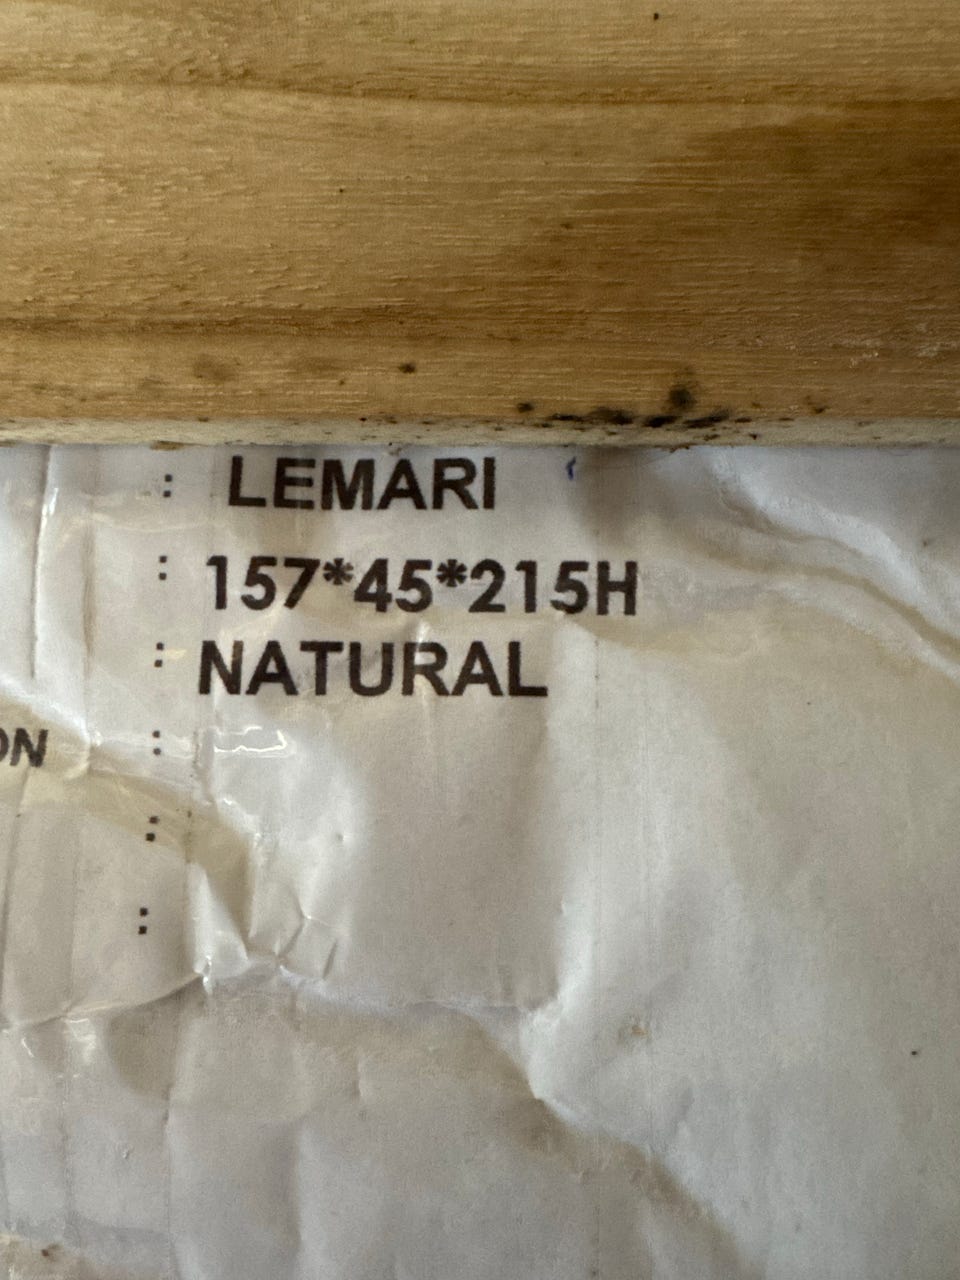 : LEMARI
: 157*45*215H
: NATURAL
ON :
:
: